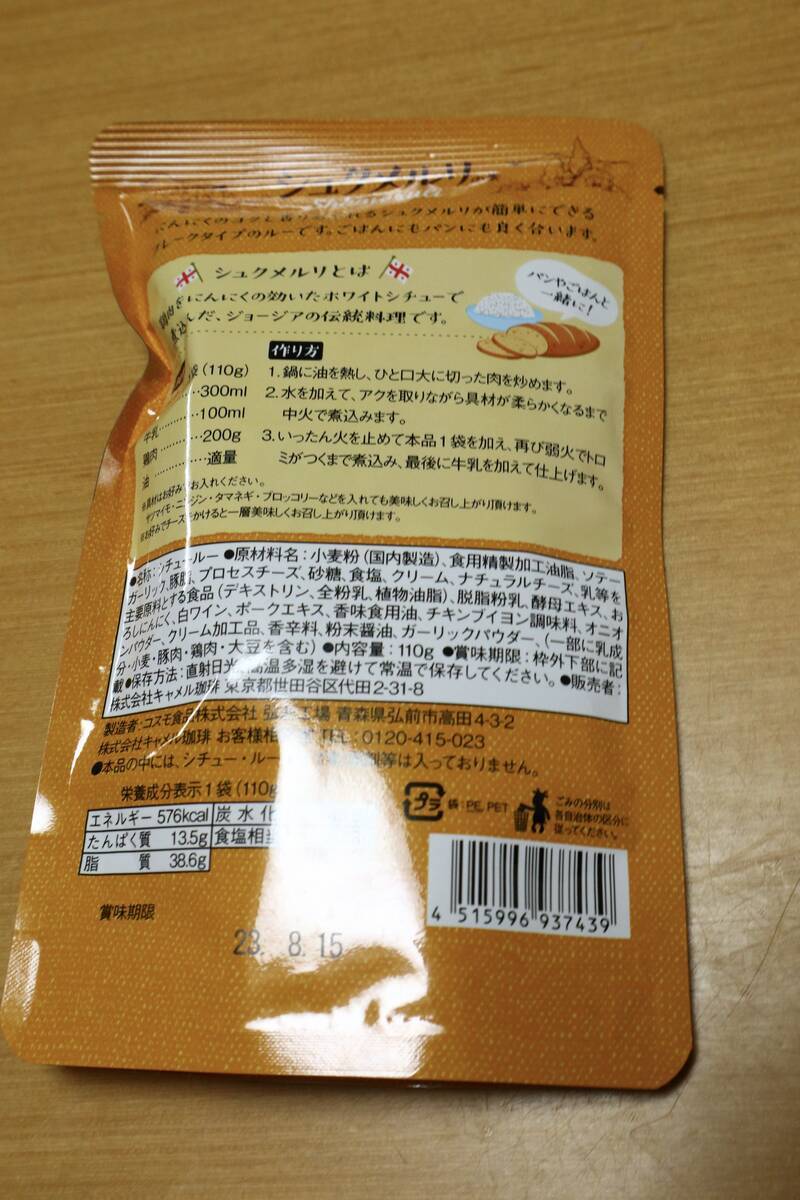 シュクメルリ
シュクメルリが簡単にできる
フレークタイプのルーです。ごはんにもパンにも良く合います。
シュクメルリとは
パンやごはんと
一緒に!
鶏肉をにんにくの効いたホワイトシチューで
煮込んだ、ジョージアの伝統料理です。
作り方
(110g)
300ml
牛乳 100ml
鶏肉 200g
油 適量
1.鍋に油を熱し、ひと口大に切った肉を炒めます。
2.水を加えて、アクを取りながら具材が柔らかくなるまで
中火で煮込みます。
3.いったん火を止めて本品1袋を加え、再び弱火でトロ
ミがつくまで煮込み、最後に牛乳を加えて仕上げます。
※具材はお好みでお入れください。
サツマイモ・ニンジン・タマネギ・ブロッコリーなどを入れても美味しくお召し上がり頂けます。
※お好みでチーズをかけると一層美味しくお召し上がり頂けます。
●名称:シチュールー ●原材料名:小麦粉(国内製造)、食用精製加工油脂、ソテー
ガーリック、豚脂、プロセスチーズ、砂糖、食塩、クリーム、ナチュラルチーズ、乳等を
主要原料とする食品(デキストリン、全粉乳、植物油脂)、脱脂粉乳、酵母エキス、お
ろしにんにく、白ワイン、ポークエキス、香味食用油、チキンブイヨン調味料、オニオ
ンパウダー、クリーム加工品、香辛料、粉末醤油、ガーリックパウダー、(一部に乳成
分・小麦・豚肉・鶏肉・大豆を含む) ●内容量:110g ●賞味期限:枠外下部に記
載 ●保存方法:直射日光、高温多湿を避けて常温で保存してください。 ●販売者:
株式会社キャメル珈琲 東京都世田谷区代田2-31-8
製造者:コスモ食品株式会社 工場 青森県弘前市高田4-3-2
株式会社キャメル珈琲 お客様相 TEL:0120-415-023
●本品の中には、シチュー・ルー 等は入っておりません。
栄養成分表示1袋(110g
エネルギー 576kcal 炭水化
たんぱく質 13.5g 食塩相当
脂質 38.6g
プラ 袋:PE,PET
ごみの分別は
各自治体の区分に
従ってください。
4 515996 937439
賞味期限
23. 8.15